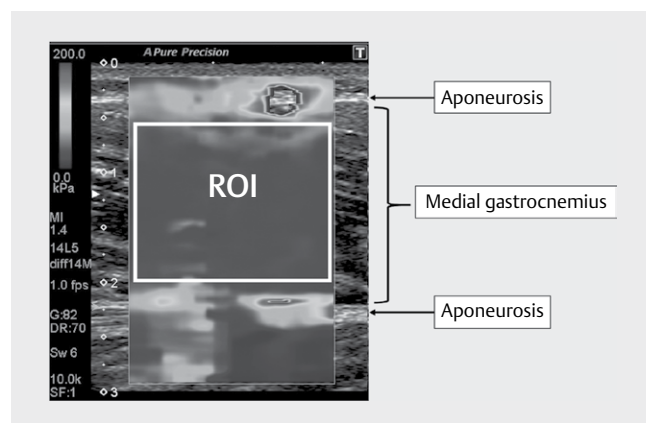 200.0
A Pure Precision
T
0
Aponeurosis
ROI
1
0.0
kPa
Medial gastrocnemius
MI
1.4
14L5
diff14M
1.0 fps
2
Aponeurosis
G:82
DR:70
Sw 6
10.0k
SF:1
3